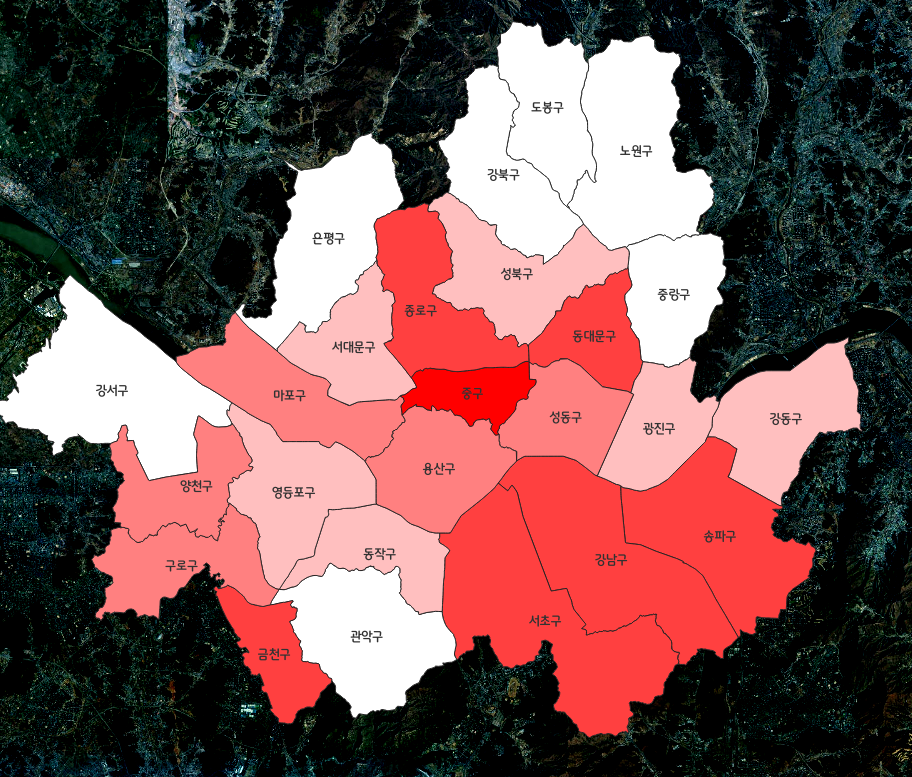 도봉구
노원구
강북구
은평구
성북구
중랑구
종로구
동대문구
서대문구
강서구
마포구
중구
성동구
광진구
강동구
용산구
양천구
영등포구
송파구
동작구
강남구
구로구
서초구
관악구
금천구